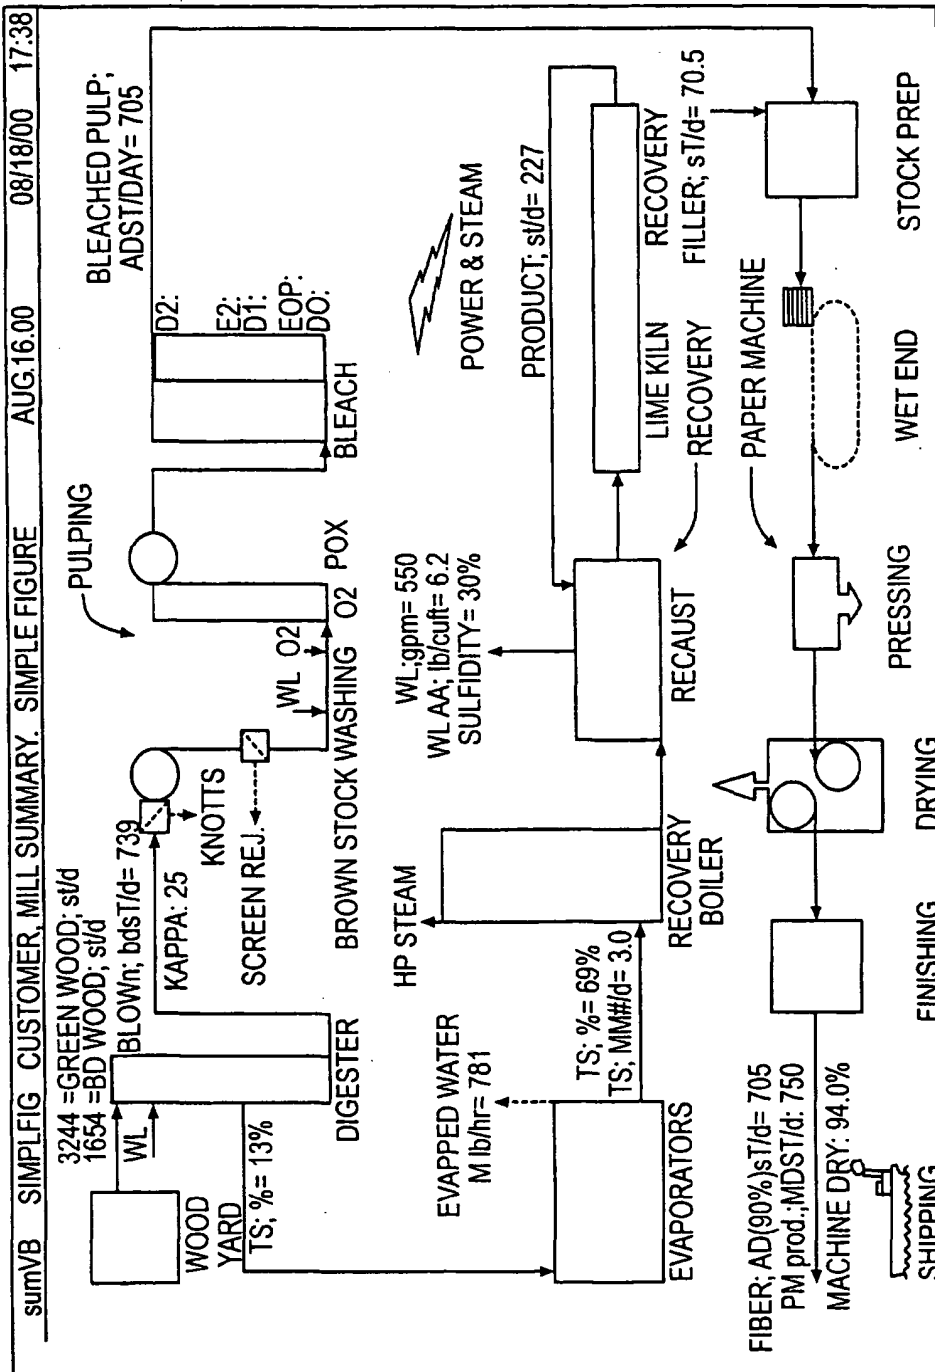 sumVB SIMPLFIG CUSTOMER, MILL SUMMARY. SIMPLE FIGURE AUG.16.00 08/18/00 17:38
3244 =GREEN WOOD; st/d
1654 =BD WOOD; st/d
BLOWn; bdsT/d= 739
KAPPA: 25
WL
WOOD
YARD
TS; %= 13%
DIGESTER
KNOTTS
SCREEN REJ.
BROWN STOCK WASHING
WL
O2
PULPING
O2
POX
BLEACH
D2:
E2:
D1:
EOP:
DO:
BLEACHED PULP;
ADST/DAY= 705
POWER & STEAM
EVAPPED WATER
M lb/hr= 781
EVAPORATORS
TS; %= 69%
TS; MM#/d= 3.0
HP STEAM
RECOVERY
BOILER
WL;gpm= 550
WL AA; lb/cuft= 6.2
SULFIDITY= 30%
RECAUST
PRODUCT; st/d= 227
LIME KILN
RECOVERY
RECOVERY
FILLER; sT/d= 70.5
PAPER MACHINE
STOCK PREP
WET END
PRESSING
DRYING
FINISHING
SHIPPING
FIBER; AD(90%)sT/d= 705
PM prod.;MDST/d: 750
MACHINE DRY: 94.0%